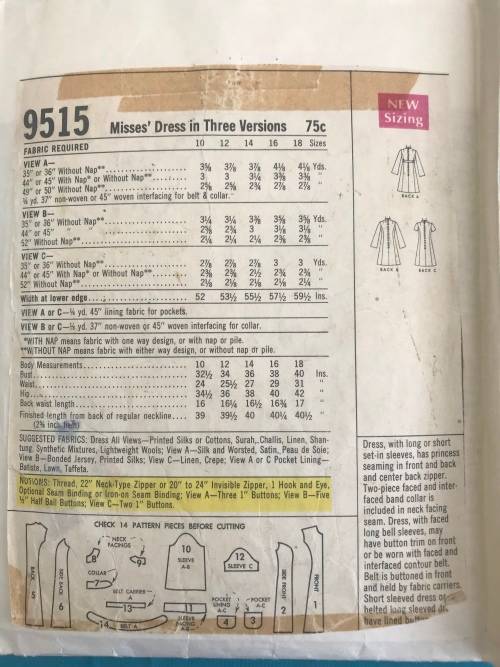 9515 Misses' Dress in Three Versions 75c
NEW Sizing
FABRIC REQUIRED 10 12 14 16 18 Sizes
VIEW A—
35" or 36" Without Nap** 3⅝ 3⅞ 3⅞ 4⅛ 4⅛ Yds.
44" or 45" With Nap* or Without Nap** 3 3 3¼ 3⅜ 3⅜ "
49" or 50" Without Nap** 2⅝ 2⅝ 2¾ 2⅞ 2⅞ "
yd. 37" non-woven or 45" woven interfacing for belt & collar.
VIEW B—
35" or 36" Without Nap** 3¼ 3¼ 3⅜ 3⅜ 3⅜ Yds.
44" or 45" " " 2⅝ 2¾ 3 3⅛ 3⅛ "
52" Without Nap** 2¼ 2¼ 2¼ 2⅜ 2⅜ "
VIEW C—
35" or 36" Without Nap** 2⅞ 2⅞ 2⅞ 3 3 Yds.
44" or 45" With Nap* or Without Nap** 2⅜ 2⅜ 2½ 2¾ 2¾ "
52" Without Nap** 2⅛ 2⅛ 2⅛ 2⅛ 2¼ "
Width at lower edge 52 53½ 55½ 57½ 59½ Ins.
VIEW A or C—¼ yd. 45" lining fabric for pockets.
VIEW B or C— yd. 37" non-woven or 45" woven interfacing for collar.
*WITH NAP means fabric with one way design, or with nap or pile.
**WITHOUT NAP means fabric with either way design, or without nap or pile.
Body Measurements 10 12 14 16 18
Bust 32½ 34 36 38 40 Ins.
Waist 24 25½ 27 29 31 "
Hip 34½ 36 38 40 42 "
Back waist length 16 16¼ 16½ 16¾ 17 "
Finished length from back of regular neckline 39 39½ 40 40¼ 40½ "
(2¾ inch hem)
SUGGESTED FABRICS: Dress All Views—Printed Silks or Cottons, Surah, Challis, Linen, Shan-
tung, Synthetic Mixtures, Lightweight Wools; View A—Silk and Worsted, Satin, Peau de Soie;
View B—Bonded Jersey, Printed Silks; View C—Linen, Crepe; View A or C Pocket Lining—
Batiste, Lawn, Taffeta.
NOTIONS: Thread, 22" Neck-Type Zipper or 20" to 24" Invisible Zipper, 1 Hook and Eye,
Optional Seam Binding or Iron-on Seam Binding; View A—Three 1" Buttons; View B—Five
½" Half Ball Buttons; View C—Two 1" Buttons.
CHECK 14 PATTERN PIECES BEFORE CUTTING
BACK 5
SIDE BACK 6
NECK FACINGS
8
9
COLLAR 7
BELT CARRIER A 13
14 BELT A
10 SLEEVE A-B
11 SLEEVE FACING A-B
12 SLEEVE C
POCKET LINING A-C 4
POCKET A-C 3
SIDE FRONT 2
FRONT 1
BACK A
BACK B
BACK C
Dress, with long or short
set-in sleeves, has princess
seaming in front and back
and center back zipper.
Two-piece faced and inter-
faced band collar is
included in neck facing
seam. Dress, with faced
long bell sleeves, may
have button trim on front
or be worn with faced and
interfaced contour belt.
Belt is buttoned in front
and held by fabric carriers.
Short sleeved dress or
belted long sleeved dr
have lined